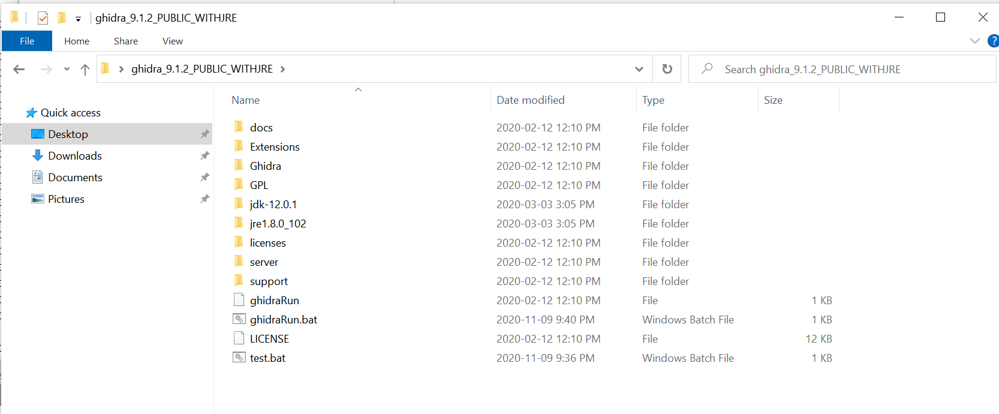 ghidra_9.1.2_PUBLIC_WITHJRE
File Home Share View ?
ghidra_9.1.2_PUBLIC_WITHJRE
Search ghidra_9.1.2_PUBLIC_WITHJRE
Quick access
Desktop
Downloads
Documents
Pictures
Name Date modified Type Size
docs 2020-02-12 12:10 PM File folder
Extensions 2020-02-12 12:10 PM File folder
Ghidra 2020-02-12 12:10 PM File folder
GPL 2020-02-12 12:10 PM File folder
jdk-12.0.1 2020-03-03 3:05 PM File folder
jre1.8.0_102 2020-03-03 3:05 PM File folder
licenses 2020-02-12 12:10 PM File folder
server 2020-02-12 12:10 PM File folder
support 2020-02-12 12:10 PM File folder
ghidraRun 2020-02-12 12:10 PM File 1 KB
ghidraRun.bat 2020-11-09 9:40 PM Windows Batch File 1 KB
LICENSE 2020-02-12 12:10 PM File 12 KB
test.bat 2020-11-09 9:36 PM Windows Batch File 1 KB